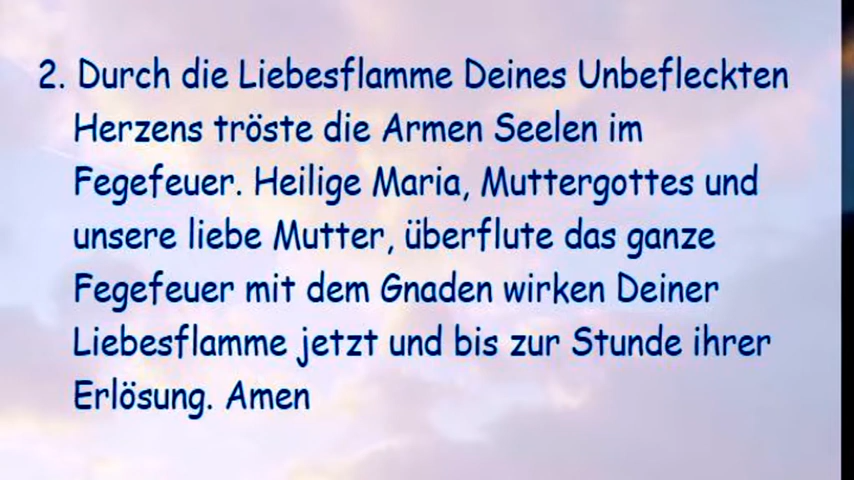 2. Durch die Liebesflamme Deines Unbefleckten
Herzens tröste die Armen Seelen im
Fegefeuer. Heilige Maria, Muttergottes und
unsere liebe Mutter, überflute das ganze
Fegefeuer mit dem Gnaden wirken Deiner
Liebesflamme jetzt und bis zur Stunde ihrer
Erlösung. Amen